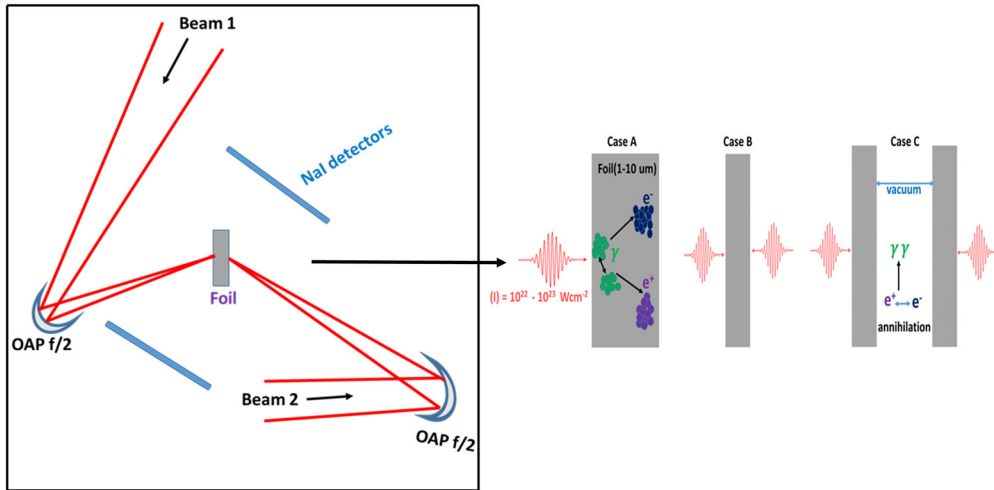 Beam 1
NaI detectors
Foil
OAP f/2
Beam 2
OAP f/2
Case A
Foil(1-10 um)
e-
γ
e+
(I) = 10²² - 10²³ Wcm⁻²
Case B
Case C
vacuum
γ γ
e+ e-
annihilation